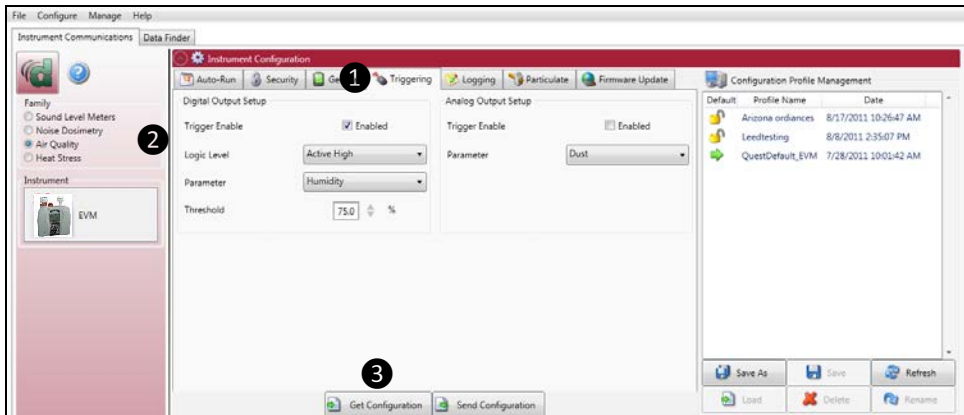 File Configure Manage Help
Instrument Communications Data Finder
Instrument Configuration
Auto-Run Security 1 Triggering Logging Particulate Firmware Update
Configuration Profile Management
Family
Sound Level Meters
Noise Dosimetry
Air Quality
Heat Stress
2
Instrument
EVM
Digital Output Setup
Trigger Enable Enabled
Logic Level Active High
Parameter Humidity
Threshold 75.0 %
Analog Output Setup
Trigger Enable Enabled
Parameter Dust
Default Profile Name Date
Arizona ordiances 8/17/2011 10:26:47 AM
Leedtesting 8/8/2011 2:35:07 PM
QuestDefault_EVM 7/28/2011 10:01:42 AM
3
Get Configuration Send Configuration
Save As Save Refresh
Load Delete Rename